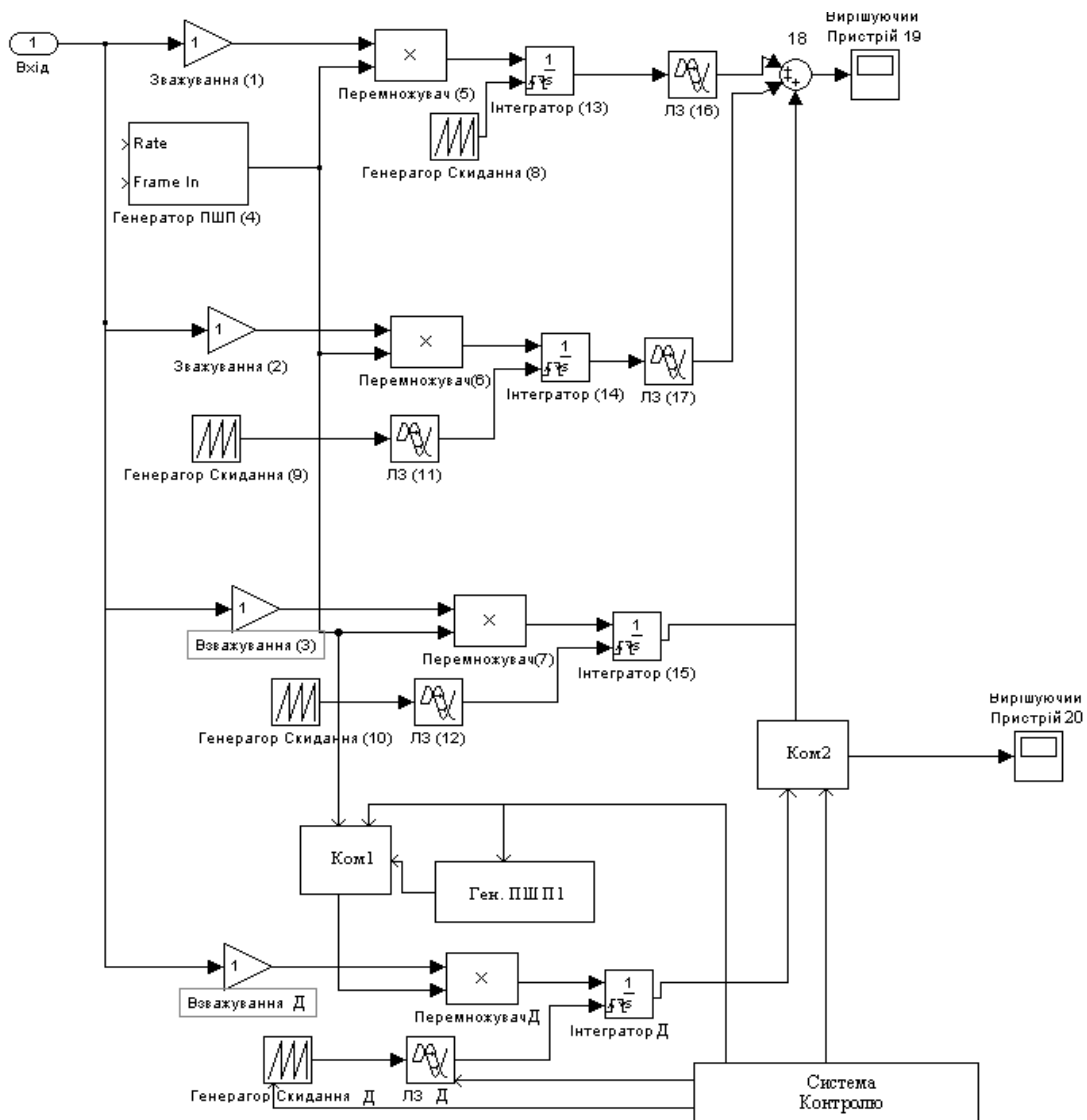 Вирішуючий
Пристрій 19
18
1
Вхід
1
Зважування (1)
×
Перемножувач (5)
1
s
Інтегратор (13)
ЛЗ (16)
Rate
Frame In
Генератор ПШП (4)
Генерагор Скидання (8)
1
Зважування (2)
×
Перемножувач(6)
1
s
Інтегратор (14)
ЛЗ (17)
Генерагор Скидання (9)
ЛЗ (11)
1
Взважування (3)
×
Перемножувач(7)
1
s
Інтегратор (15)
Генерагор Скидання (10)
ЛЗ (12)
Вирішуючий
Пристрій 20
Ком2
Ком1
Ген. ПШП1
1
Взважування Д
×
Перемножувач Д
1
s
Інтегратор Д
Генерагор Скидання Д
ЛЗ Д
Система
Контролю